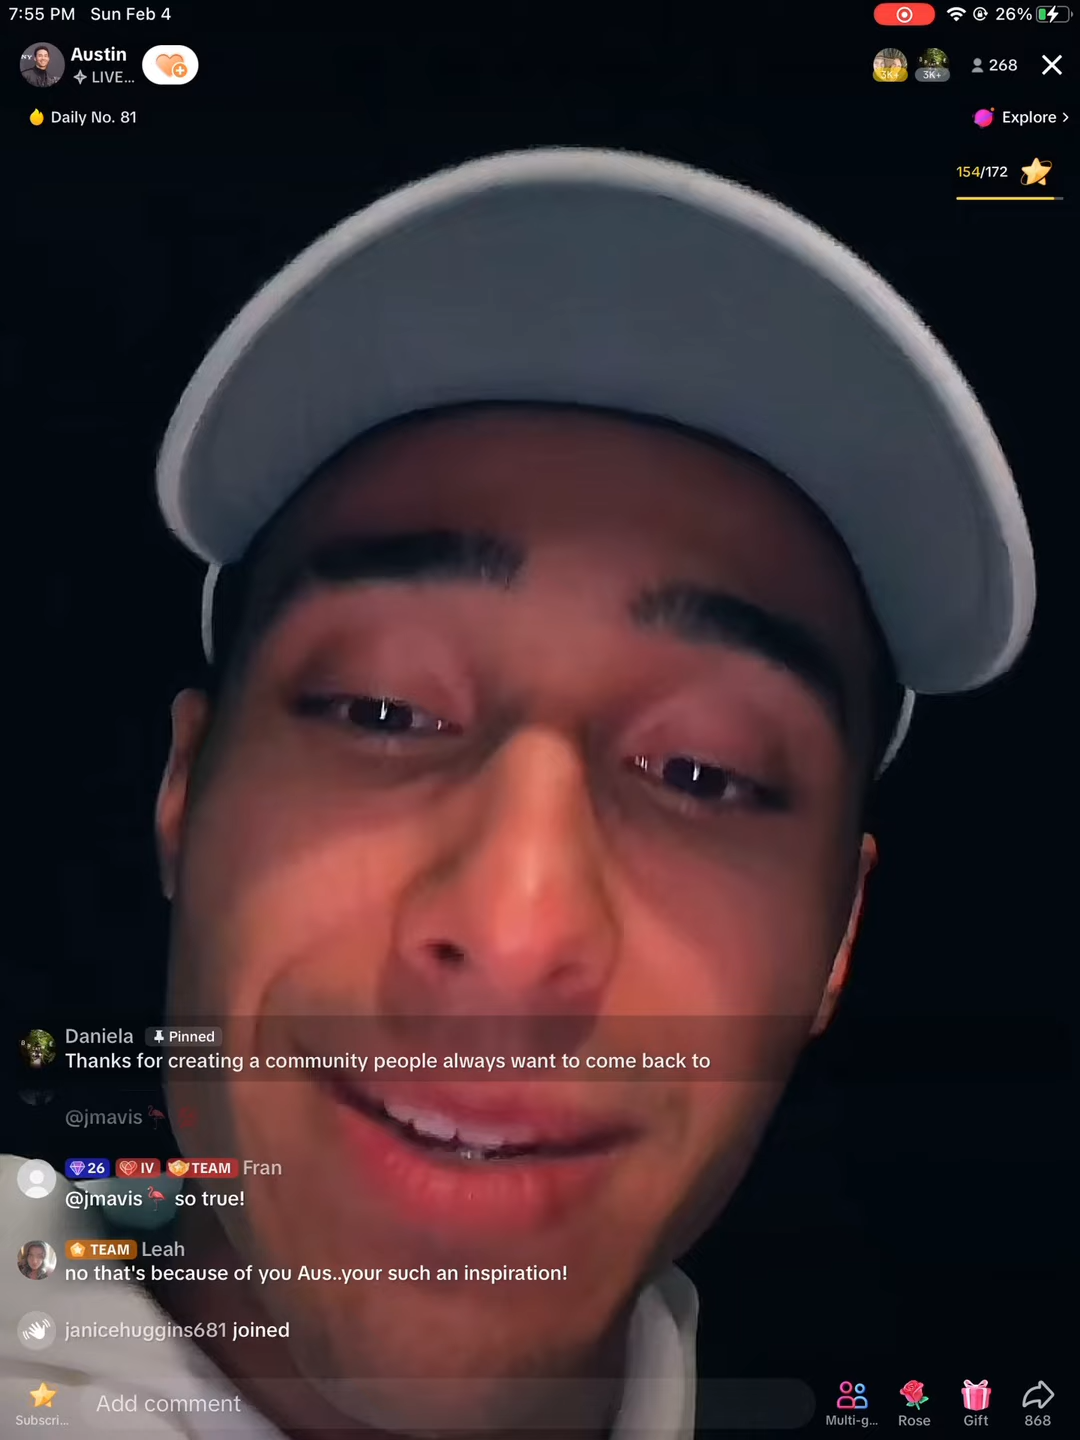 7:55 PM Sun Feb 4
26%
Austin
LIVE...
3K+
3K+
268
Daily No. 81
Explore >
154/172
Daniela Pinned
Thanks for creating a community people always want to come back to
@jmavis🦩
26 IV TEAM Fran
@jmavis🦩 so true!
TEAM Leah
no that's because of you Aus..your such an inspiration!
janicehuggins681 joined
Add comment
Subscri...
Multi-g...
Rose
Gift
868